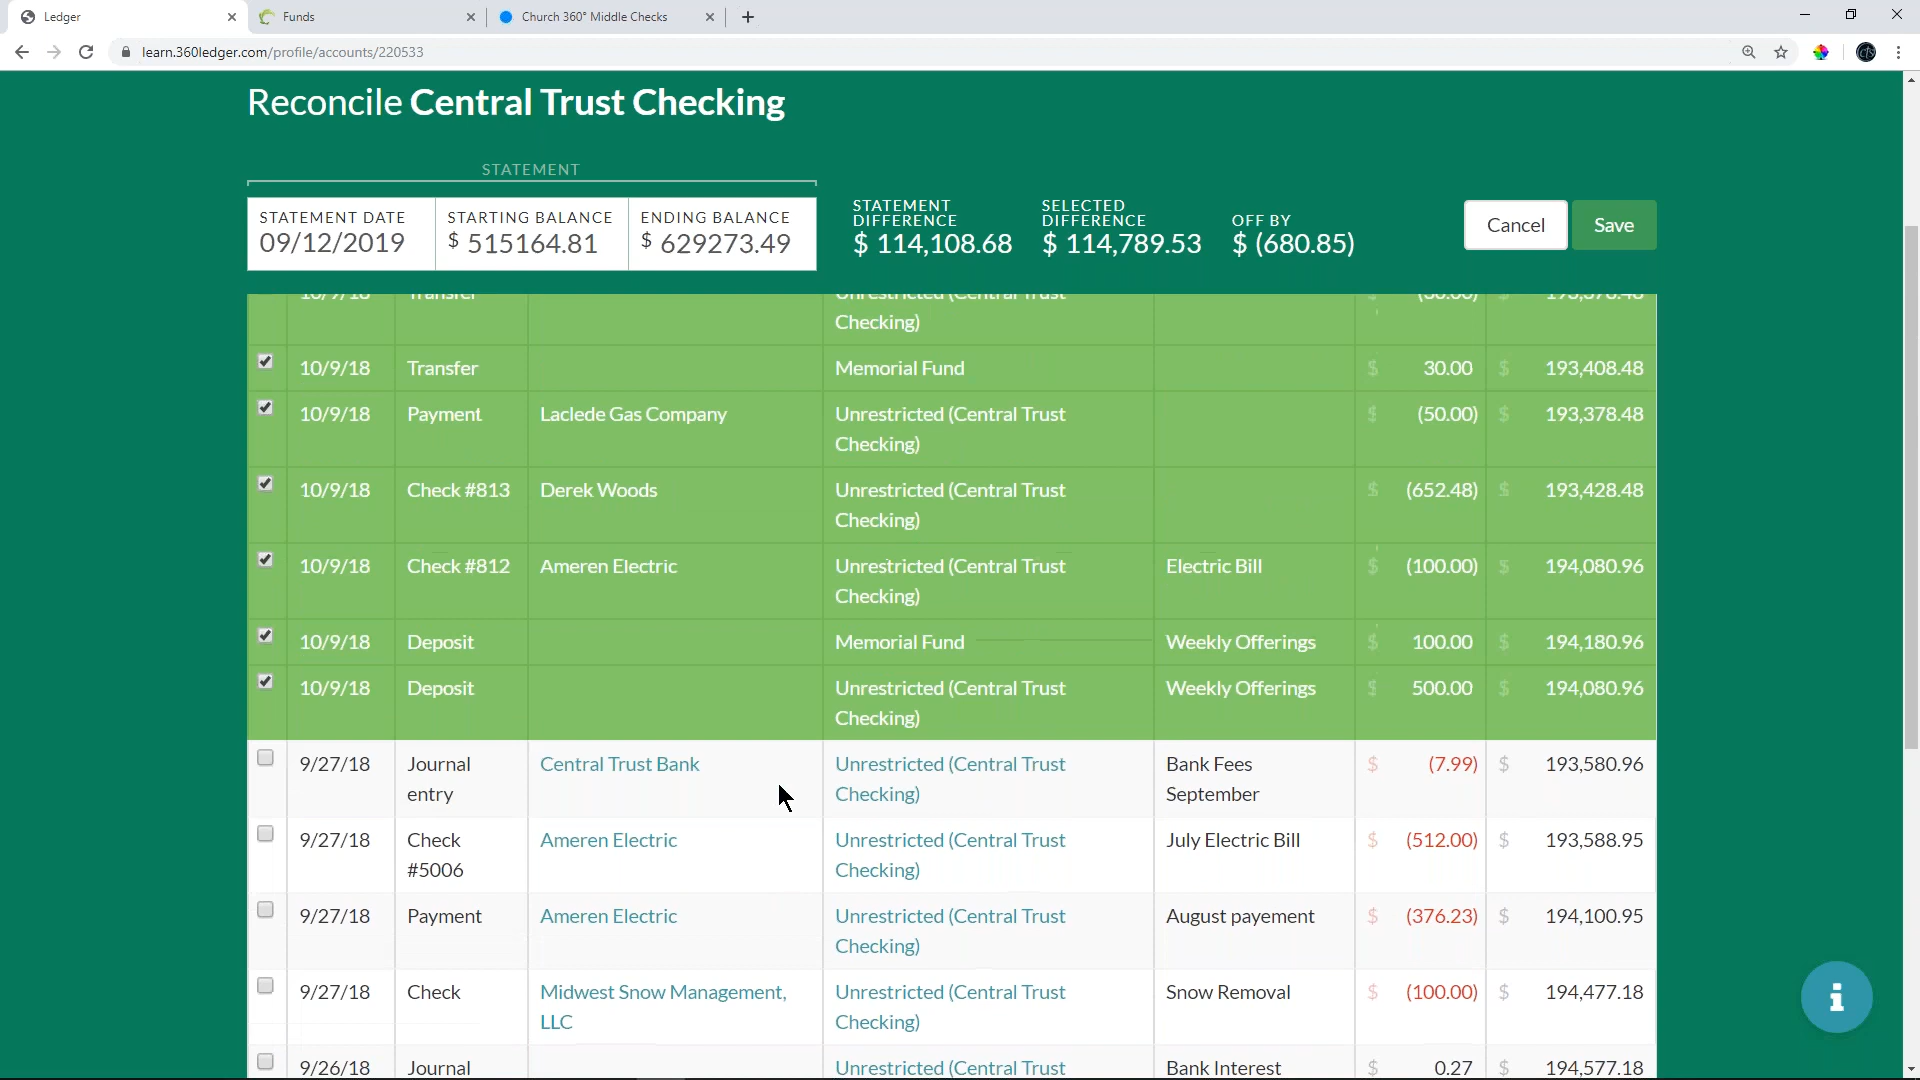 Ledger
Funds
Church 360° Middle Checks
learn.360ledger.com/profile/accounts/220533
Reconcile Central Trust Checking
STATEMENT
STATEMENT DATE
09/12/2019
STARTING BALANCE
$ 515164.81
ENDING BALANCE
$ 629273.49
STATEMENT
DIFFERENCE
$ 114,108.68
SELECTED
DIFFERENCE
$ 114,789.53
OFF BY
$ (680.85)
Cancel
Save
Checking)
10/9/18 Transfer Memorial Fund $ 30.00 $ 193,408.48
10/9/18 Payment Laclede Gas Company Unrestricted (Central Trust $ (50.00) $ 193,378.48
Checking)
10/9/18 Check #813 Derek Woods Unrestricted (Central Trust $ (652.48) $ 193,428.48
Checking)
10/9/18 Check #812 Ameren Electric Unrestricted (Central Trust Electric Bill $ (100.00) $ 194,080.96
Checking)
10/9/18 Deposit Memorial Fund Weekly Offerings $ 100.00 $ 194,180.96
10/9/18 Deposit Unrestricted (Central Trust Weekly Offerings $ 500.00 $ 194,080.96
Checking)
9/27/18 Journal Central Trust Bank Unrestricted (Central Trust Bank Fees $ (7.99) $ 193,580.96
entry Checking) September
9/27/18 Check Ameren Electric Unrestricted (Central Trust July Electric Bill $ (512.00) $ 193,588.95
#5006 Checking)
9/27/18 Payment Ameren Electric Unrestricted (Central Trust August payement $ (376.23) $ 194,100.95
Checking)
9/27/18 Check Midwest Snow Management, Unrestricted (Central Trust Snow Removal $ (100.00) $ 194,477.18
LLC Checking)
9/26/18 Journal Unrestricted (Central Trust Bank Interest $ 0.27 $ 194,577.18